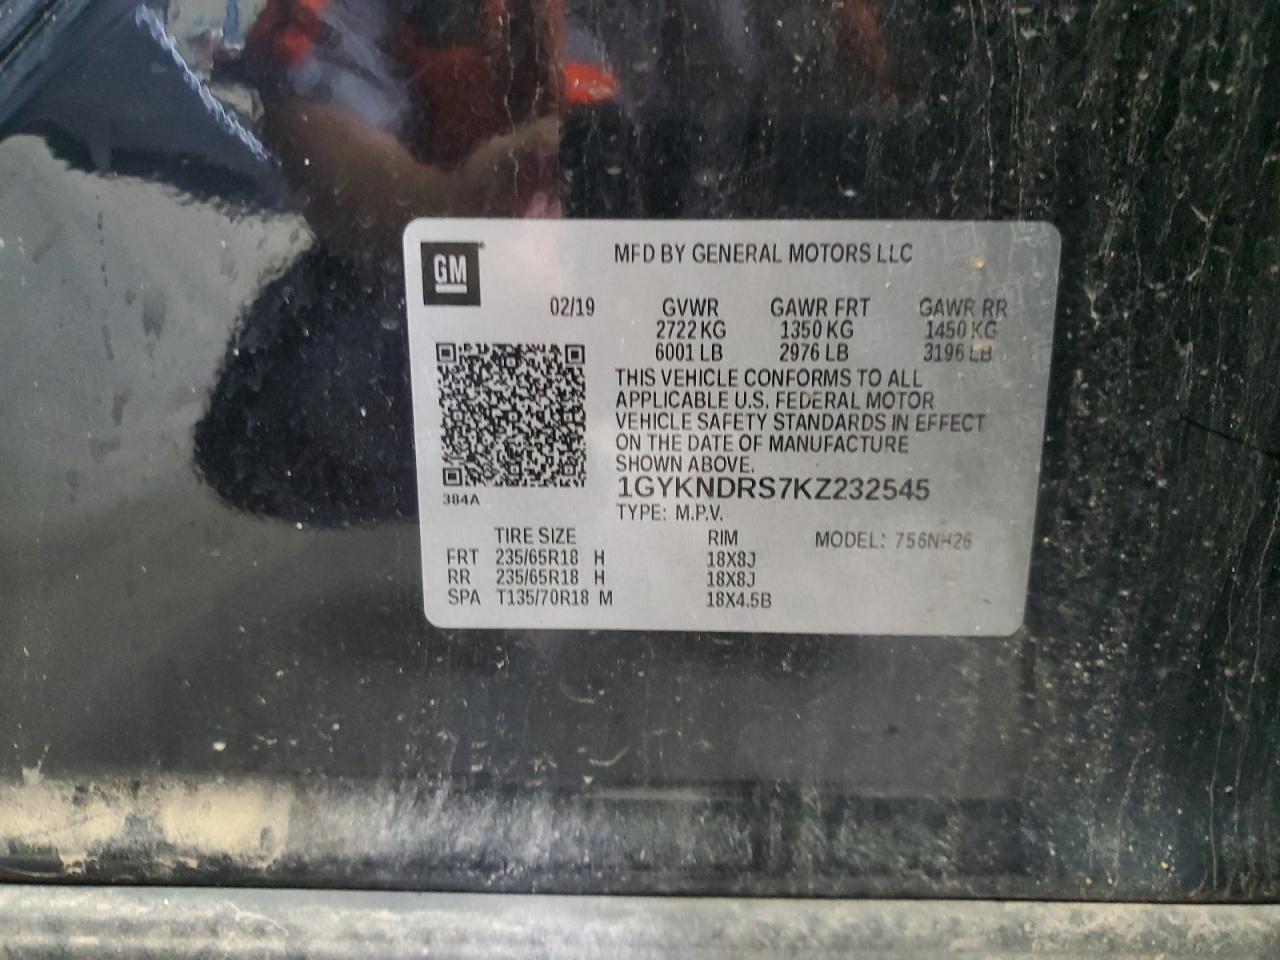 GM
MFD BY GENERAL MOTORS LLC
02/19 GVWR GAWR FRT GAWR RR
2722 KG 1350 KG 1450 KG
6001 LB 2976 LB 3196 LB
THIS VEHICLE CONFORMS TO ALL
APPLICABLE U.S. FEDERAL MOTOR
VEHICLE SAFETY STANDARDS IN EFFECT
ON THE DATE OF MANUFACTURE
SHOWN ABOVE.
384A
1GYKNDRS7KZ232545
TYPE: M.P.V.
TIRE SIZE RIM MODEL: 756NH26
FRT 235/65R18 H 18X8J
RR 235/65R18 H 18X8J
SPA T135/70R18 M 18X4.5B